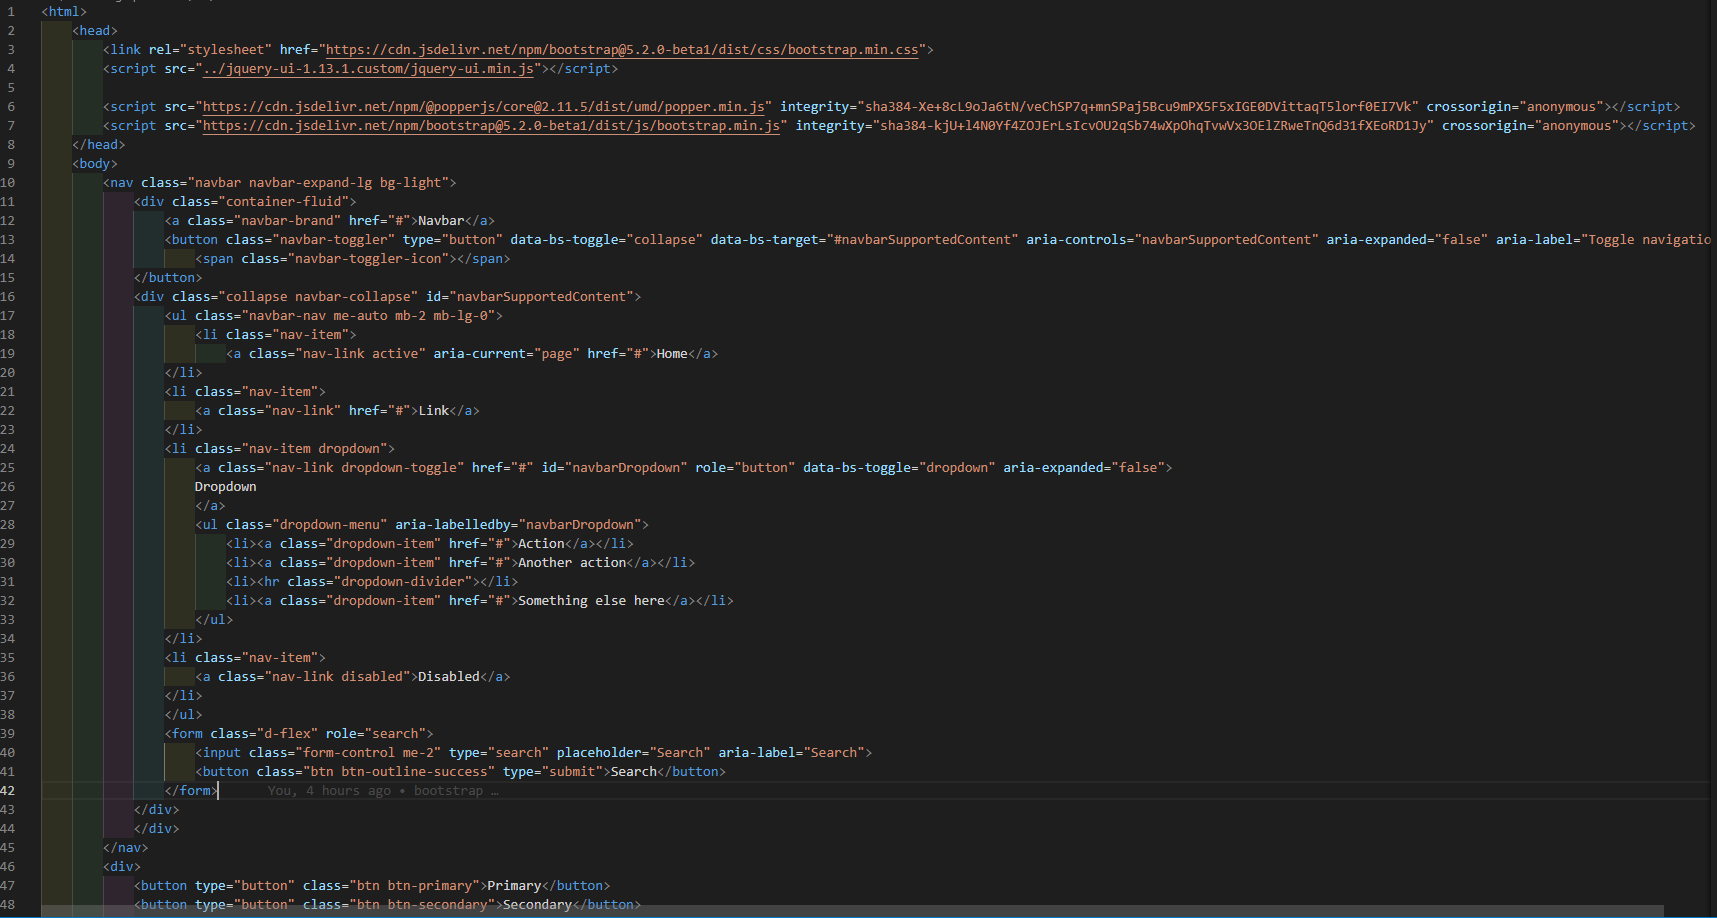 1 <html>
2 <head>
3 <link rel="stylesheet" href="https://cdn.jsdelivr.net/npm/bootstrap@5.2.0-beta1/dist/css/bootstrap.min.css">
4 <script src="../jquery-ui-1.13.1.custom/jquery-ui.min.js"></script>
5
6 <script src="https://cdn.jsdelivr.net/npm/@popperjs/core@2.11.5/dist/umd/popper.min.js" integrity="sha384-Xe+8cL9oJa6tN/veChSP7q+mnSPaj5Bcu9mPX5F5xIGE0DVittaqT5lorf0EI7Vk" crossorigin="anonymous"></script>
7 <script src="https://cdn.jsdelivr.net/npm/bootstrap@5.2.0-beta1/dist/js/bootstrap.min.js" integrity="sha384-kjU+l4N0Yf4ZOJErLsIcvOU2qSb74wXpOhqTvwVx3OElZRweTnQ6d31fXEoRD1Jy" crossorigin="anonymous"></script>
8 </head>
9 <body>
10 <nav class="navbar navbar-expand-lg bg-light">
11 <div class="container-fluid">
12 <a class="navbar-brand" href="#">Navbar</a>
13 <button class="navbar-toggler" type="button" data-bs-toggle="collapse" data-bs-target="#navbarSupportedContent" aria-controls="navbarSupportedContent" aria-expanded="false" aria-label="Toggle navigatio
14 <span class="navbar-toggler-icon"></span>
15 </button>
16 <div class="collapse navbar-collapse" id="navbarSupportedContent">
17 <ul class="navbar-nav me-auto mb-2 mb-lg-0">
18 <li class="nav-item">
19 <a class="nav-link active" aria-current="page" href="#">Home</a>
20 </li>
21 <li class="nav-item">
22 <a class="nav-link" href="#">Link</a>
23 </li>
24 <li class="nav-item dropdown">
25 <a class="nav-link dropdown-toggle" href="#" id="navbarDropdown" role="button" data-bs-toggle="dropdown" aria-expanded="false">
26 Dropdown
27 </a>
28 <ul class="dropdown-menu" aria-labelledby="navbarDropdown">
29 <li><a class="dropdown-item" href="#">Action</a></li>
30 <li><a class="dropdown-item" href="#">Another action</a></li>
31 <li><hr class="dropdown-divider"></li>
32 <li><a class="dropdown-item" href="#">Something else here</a></li>
33 </ul>
34 </li>
35 <li class="nav-item">
36 <a class="nav-link disabled">Disabled</a>
37 </li>
38 </ul>
39 <form class="d-flex" role="search">
40 <input class="form-control me-2" type="search" placeholder="Search" aria-label="Search">
41 <button class="btn btn-outline-success" type="submit">Search</button>
42 </form> You, 4 hours ago • bootstrap …
43 </div>
44 </div>
45 </nav>
46 <div>
47 <button type="button" class="btn btn-primary">Primary</button>
48 <button type="button" class="btn btn-secondary">Secondary</button>